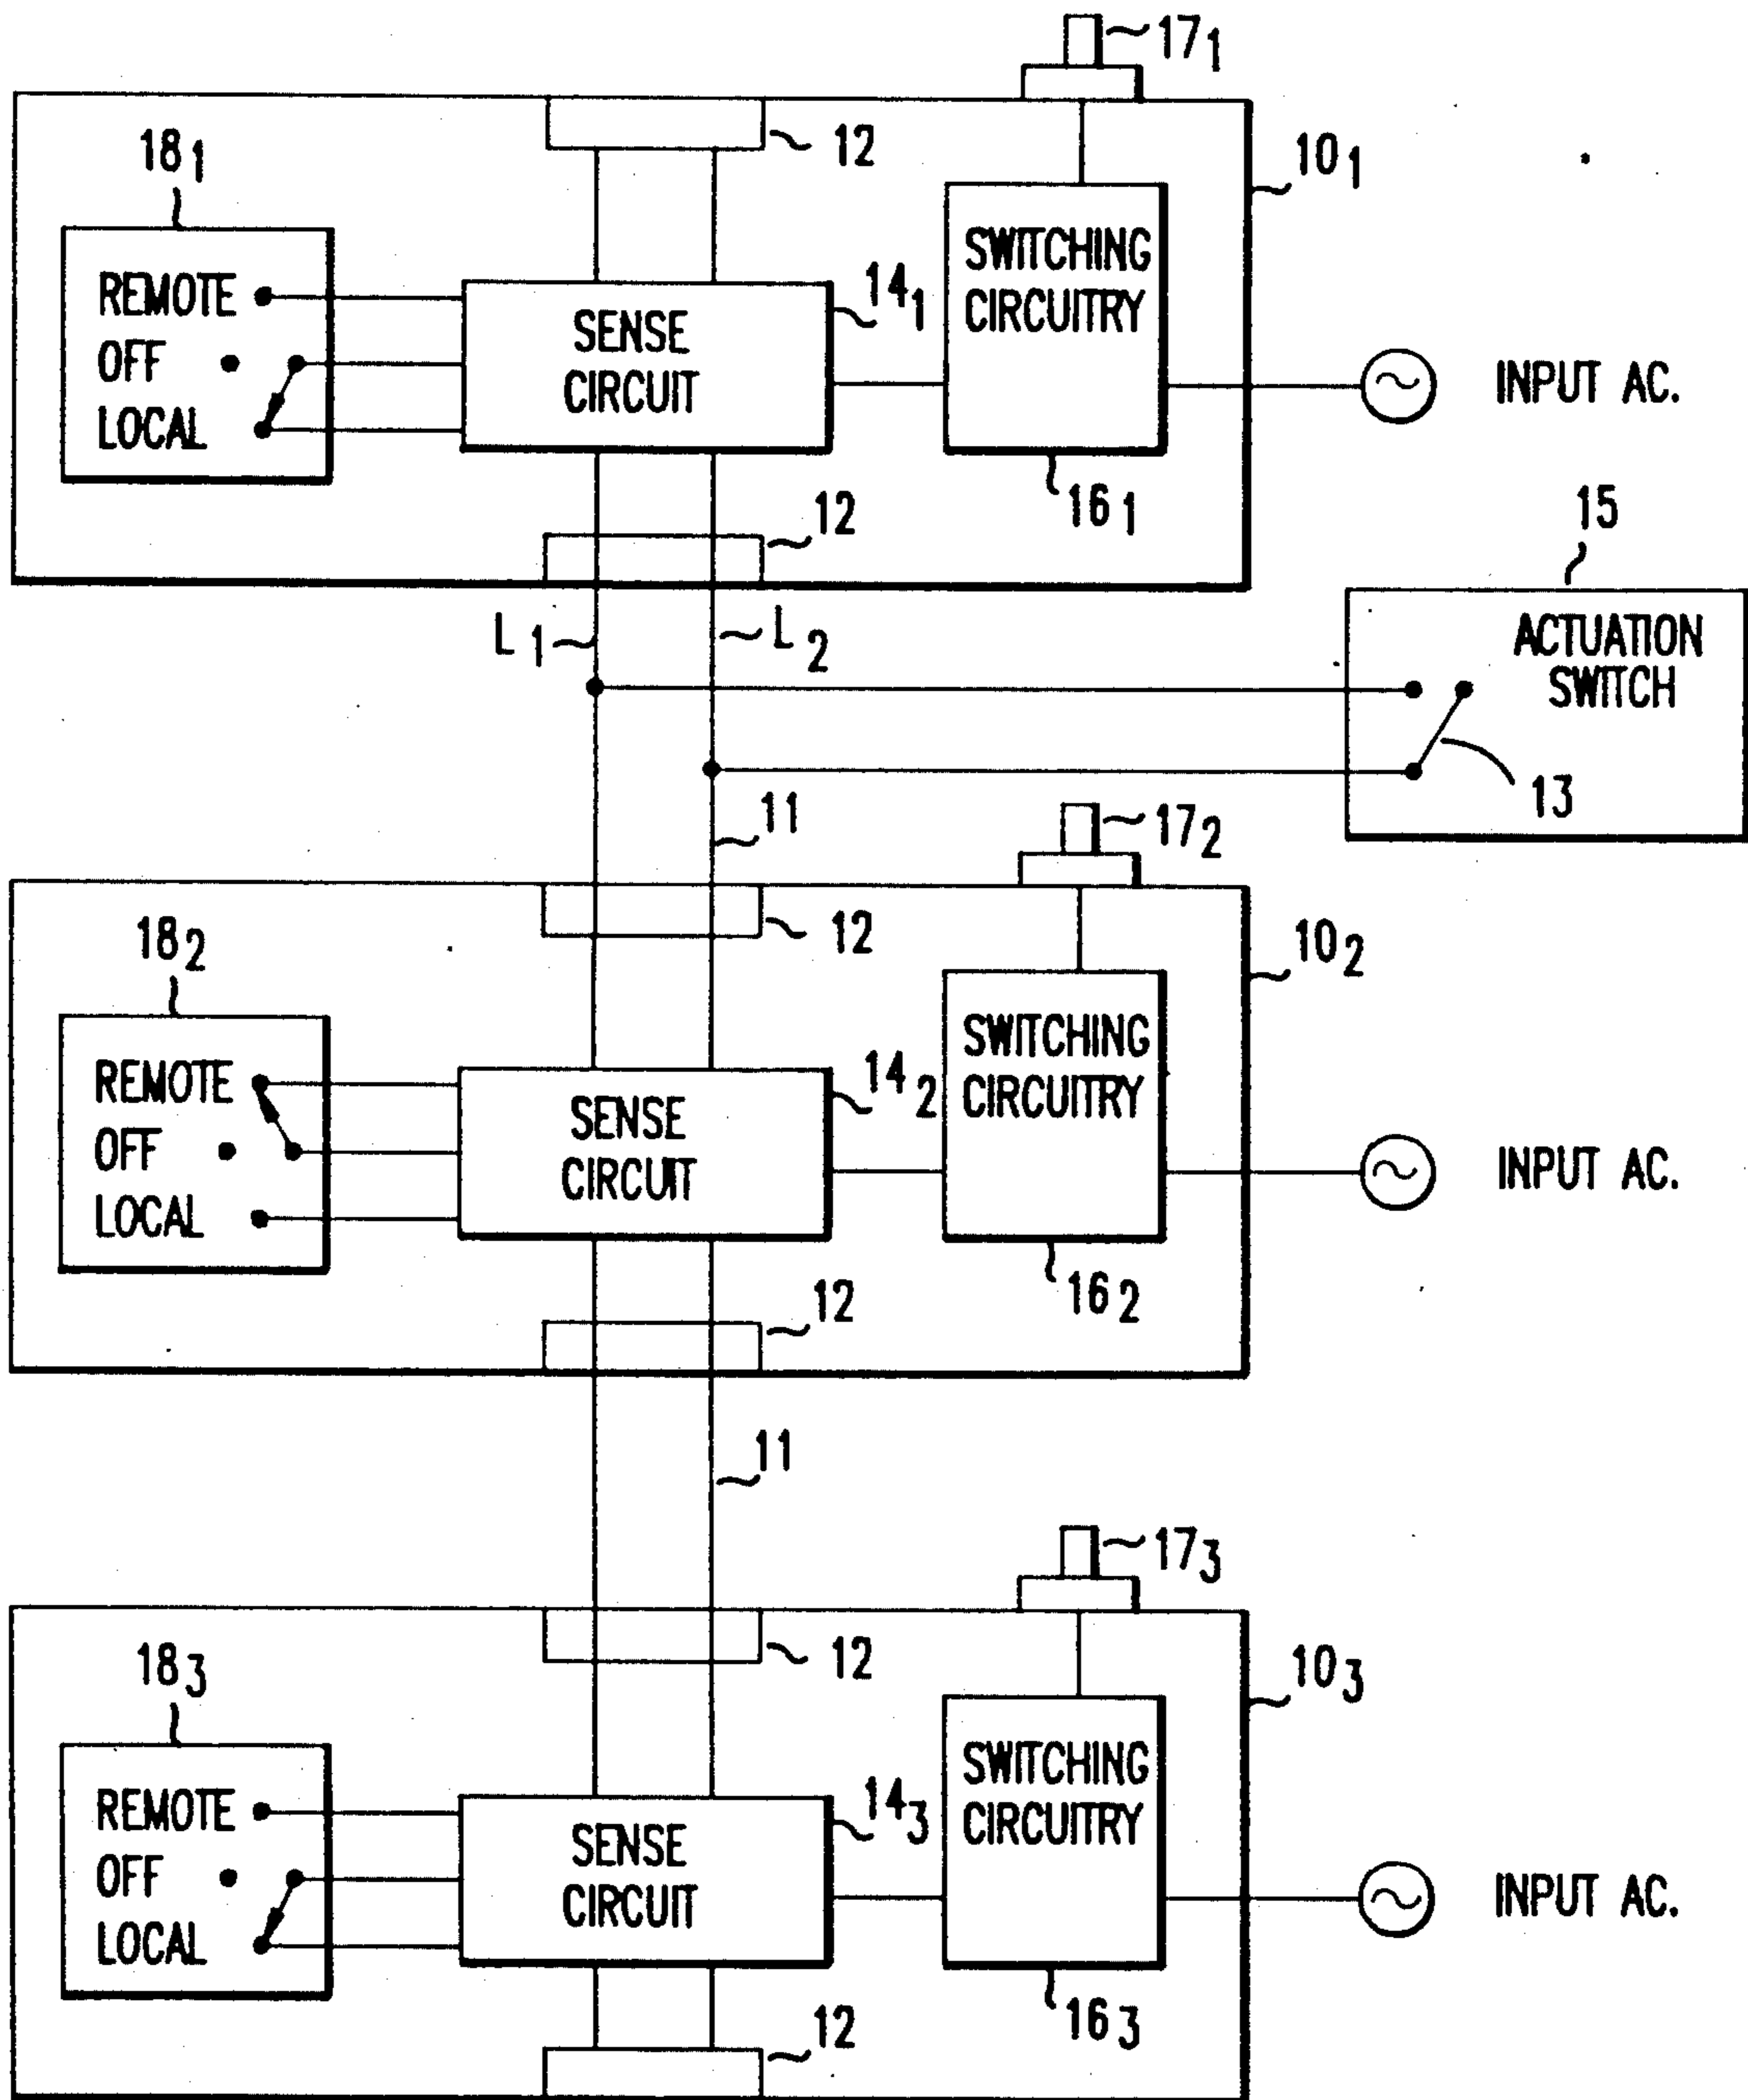 17₁
12
10₁
18₁
SWITCHING
CIRCUITRY
REMOTE
OFF
LOCAL
SENSE
CIRCUIT
14₁
INPUT AC.
16₁
12
15
L₁
L₂
ACTUATION
SWITCH
13
11
17₂
12
10₂
18₂
SWITCHING
CIRCUITRY
REMOTE
OFF
LOCAL
SENSE
CIRCUIT
14₂
INPUT AC.
16₂
12
11
17₃
12
10₃
18₃
SWITCHING
CIRCUITRY
REMOTE
OFF
LOCAL
SENSE
CIRCUIT
14₃
INPUT AC.
16₃
12